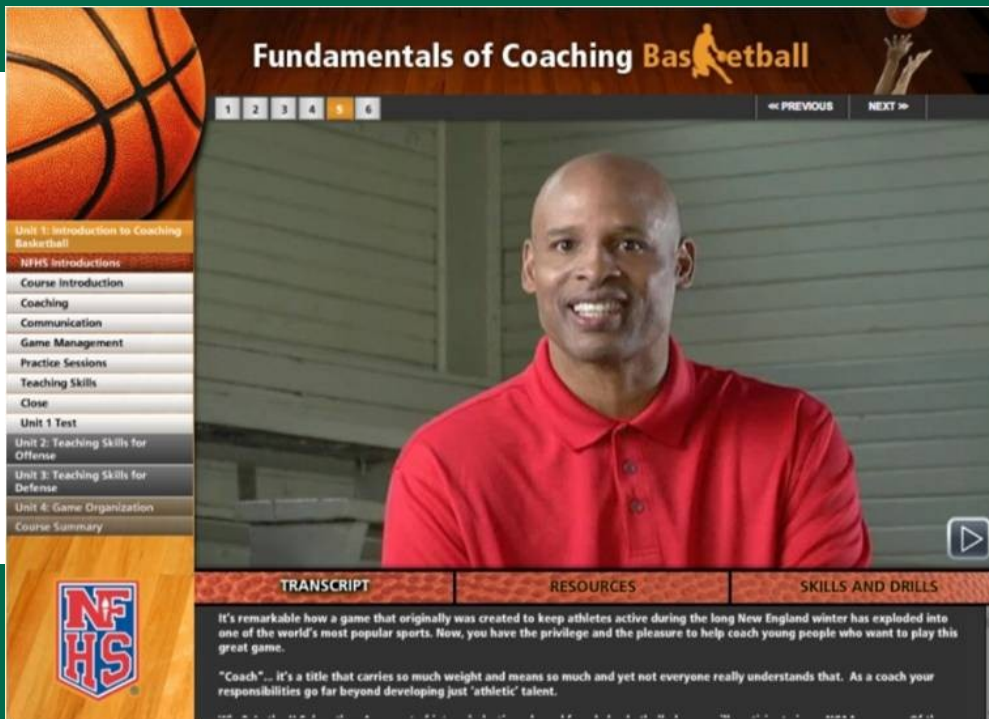 Fundamentals of Coaching Basketball
1 2 3 4 5 6
<< PREVIOUS
NEXT >>
Unit 1: Introduction to Coaching
Basketball
NFHS Introductions
Course Introduction
Coaching
Communication
Game Management
Practice Sessions
Teaching Skills
Close
Unit 1 Test
Unit 2: Teaching Skills for
Offense
Unit 3: Teaching Skills for
Defense
Unit 4: Game Organization
Course Summary
NF
HS
®
TRANSCRIPT
RESOURCES
SKILLS AND DRILLS
It's remarkable how a game that originally was created to keep athletes active during the long New England winter has exploded into
one of the world's most popular sports. Now, you have the privilege and the pleasure to help coach young people who want to play this
great game.
"Coach"... it's a title that carries so much weight and means so much and yet not everyone really understands that. As a coach your
responsibilities go far beyond developing just 'athletic' talent.